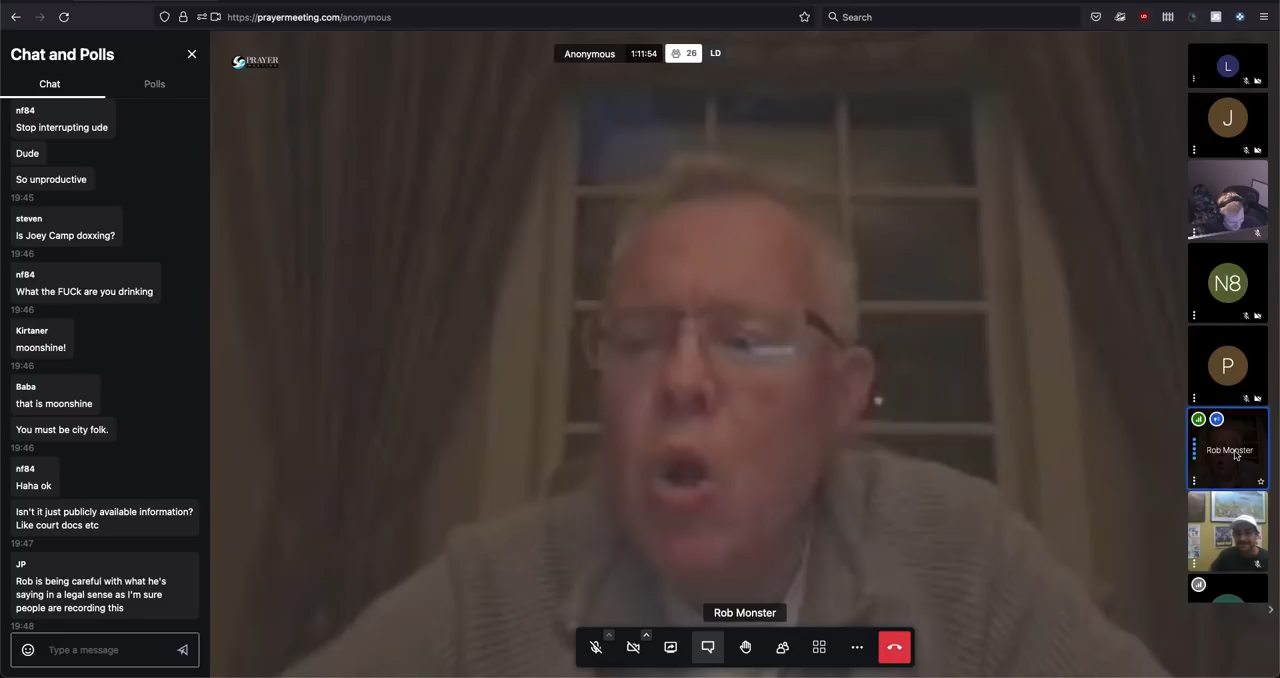 https://prayermeeting.com/anonymous
Search
Chat and Polls
Chat
Polls
nf84
Stop interrupting ude
Dude
So unproductive
19:45
steven
Is Joey Camp doxxing?
19:46
nf84
What the FUCk are you drinking
19:46
Kirtaner
moonshine!
19:46
Baba
that is moonshine
You must be city folk.
19:46
nf84
Haha ok
Isn't it just publicly available information?
Like court docs etc
19:47
JP
Rob is being careful with what he's
saying in a legal sense as I'm sure
people are recording this
19:48
Type a message
PRAYER
Anonymous
1:11:54
26
LD
Rob Monster
L
J
N8
P
Rob Monster